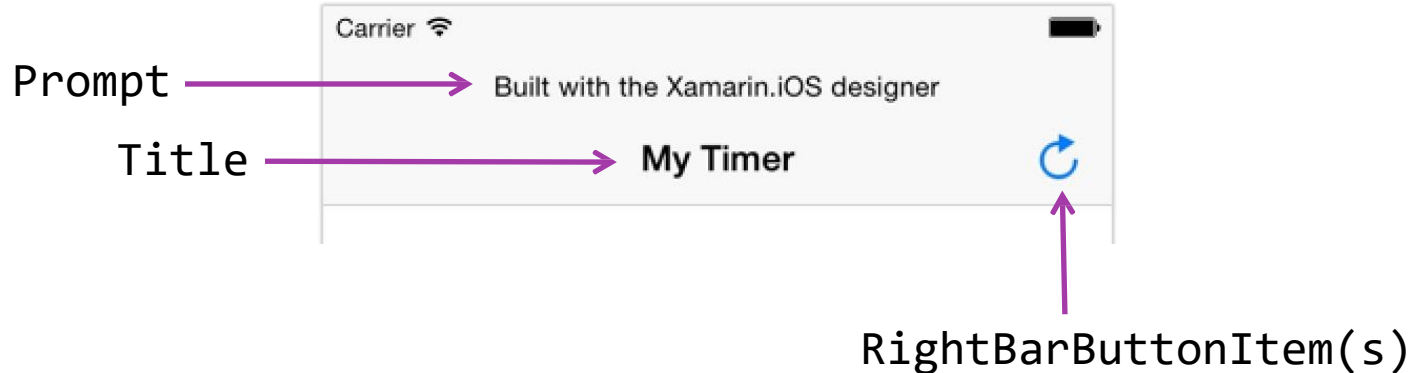 Carrier
Prompt
Built with the Xamarin.iOS designer
Title
My Timer
RightBarButtonItem(s)